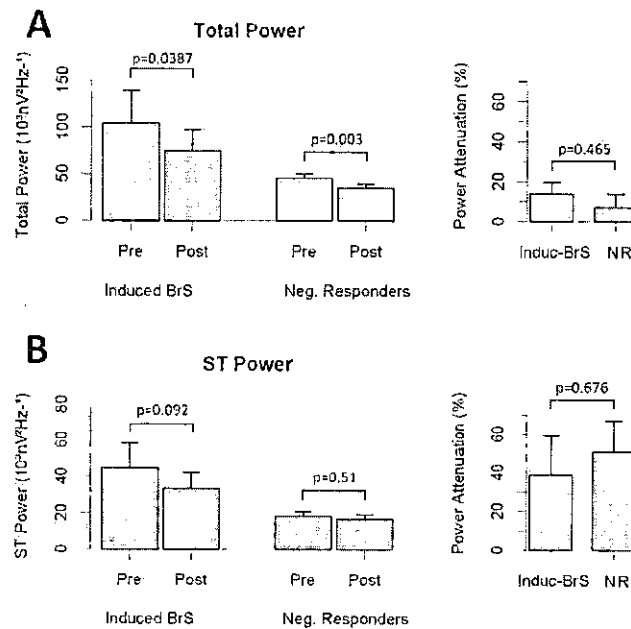 A
Total Power
Total Power (10³nV²Hz-¹)
150
100
50
0
p=0.0387
p=0.003
Pre
Post
Pre
Post
Induced BrS
Neg. Responders
Power Attenuation (%)
60
40
20
0
p=0.465
Induc-BrS
NR
B
ST Power
ST Power (10³nV²Hz-¹)
80
60
40
20
0
p=0.092
p=0.51
Pre
Post
Pre
Post
Induced BrS
Neg. Responders
Power Attenuation (%)
60
40
20
0
p=0.676
Induc-BrS
NR